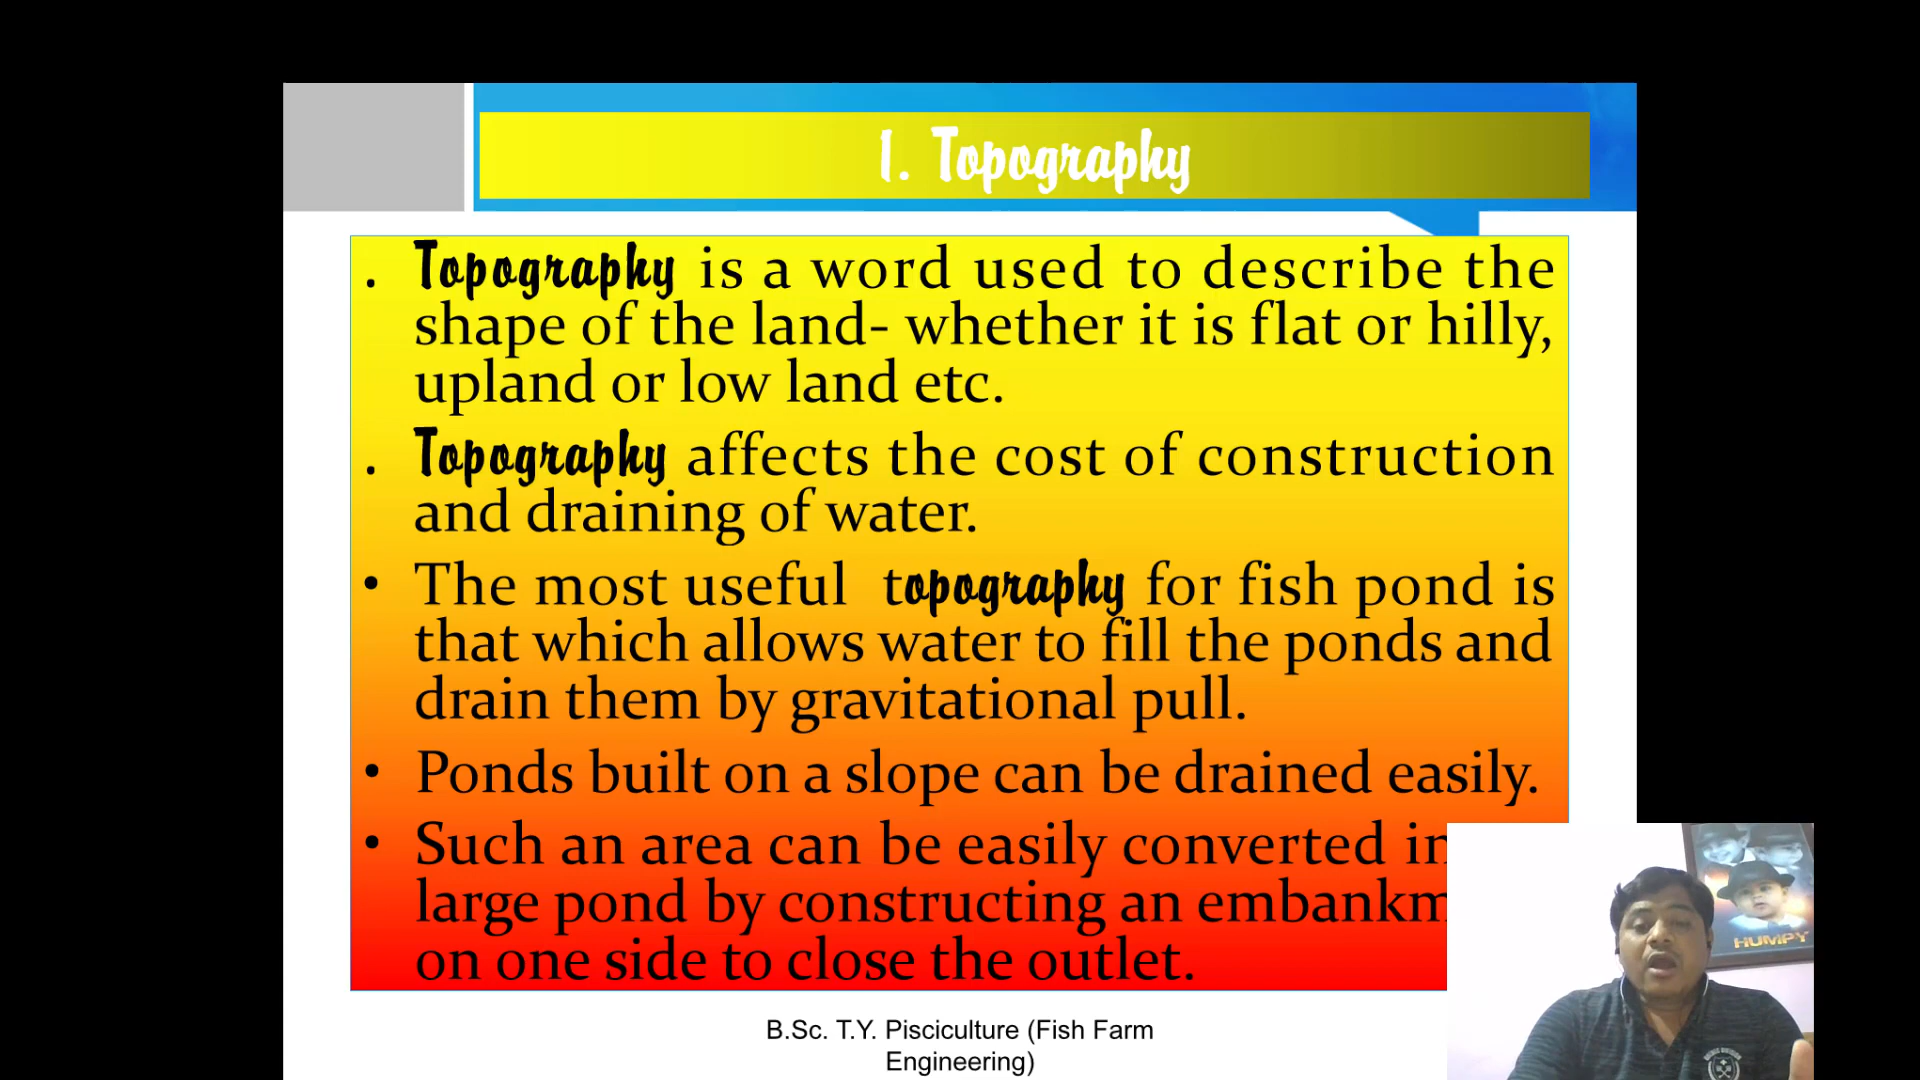 1. Topography
. Topography is a word used to describe the
shape of the land- whether it is flat or hilly,
upland or low land etc.
. Topography affects the cost of construction
and draining of water.
• The most useful topography for fish pond is
that which allows water to fill the ponds and
drain them by gravitational pull.
• Ponds built on a slope can be drained easily.
• Such an area can be easily converted in
large pond by constructing an embankm
on one side to close the outlet.
HUMPY
B.Sc. T.Y. Pisciculture (Fish Farm
Engineering)